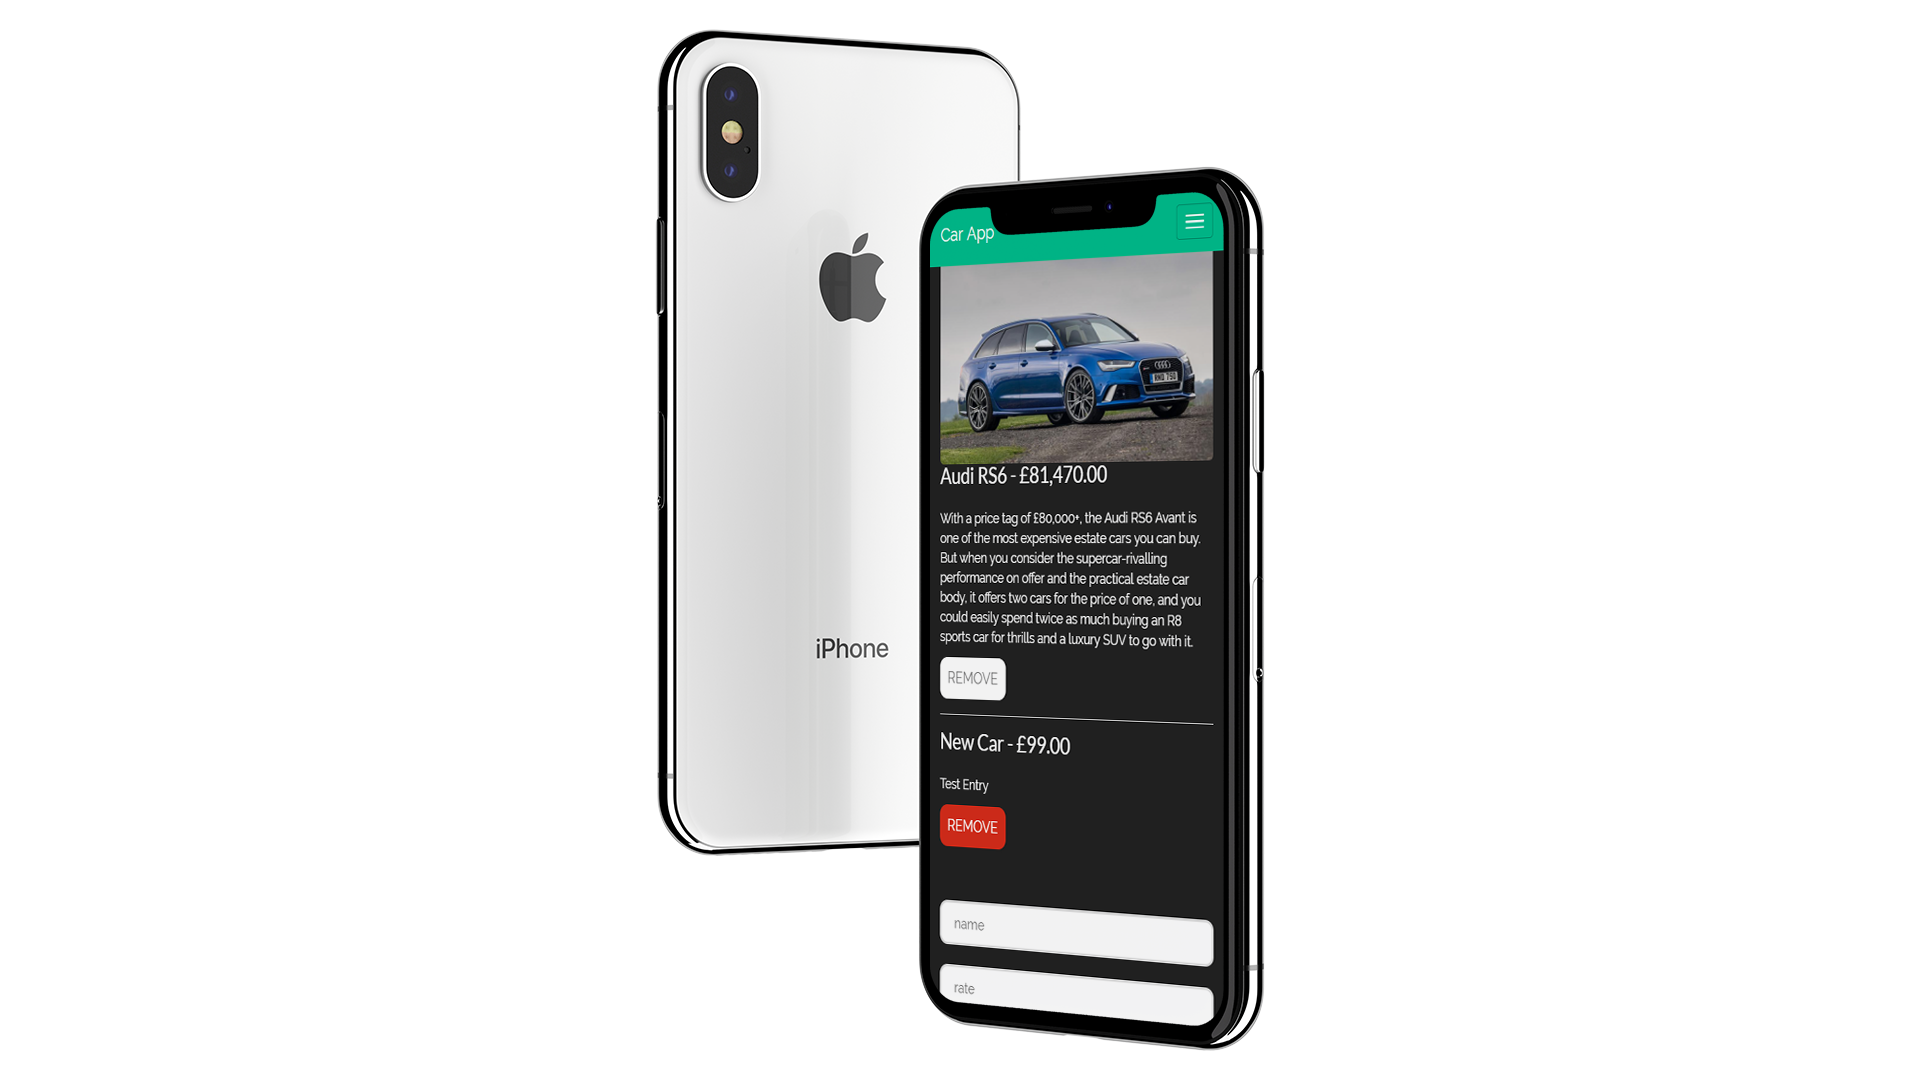 iPhone
Car App
Audi RS6 - £81,470.00
With a price tag of £80,000+, the Audi RS6 Avant is
one of the most expensive estate cars you can buy.
But when you consider the supercar-rivalling
performance on offer and the practical estate car
body, it offers two cars for the price of one, and you
could easily spend twice as much buying an R8
sports car for thrills and a luxury SUV to go with it.
REMOVE
New Car - £99.00
Test Entry
REMOVE
name
rate